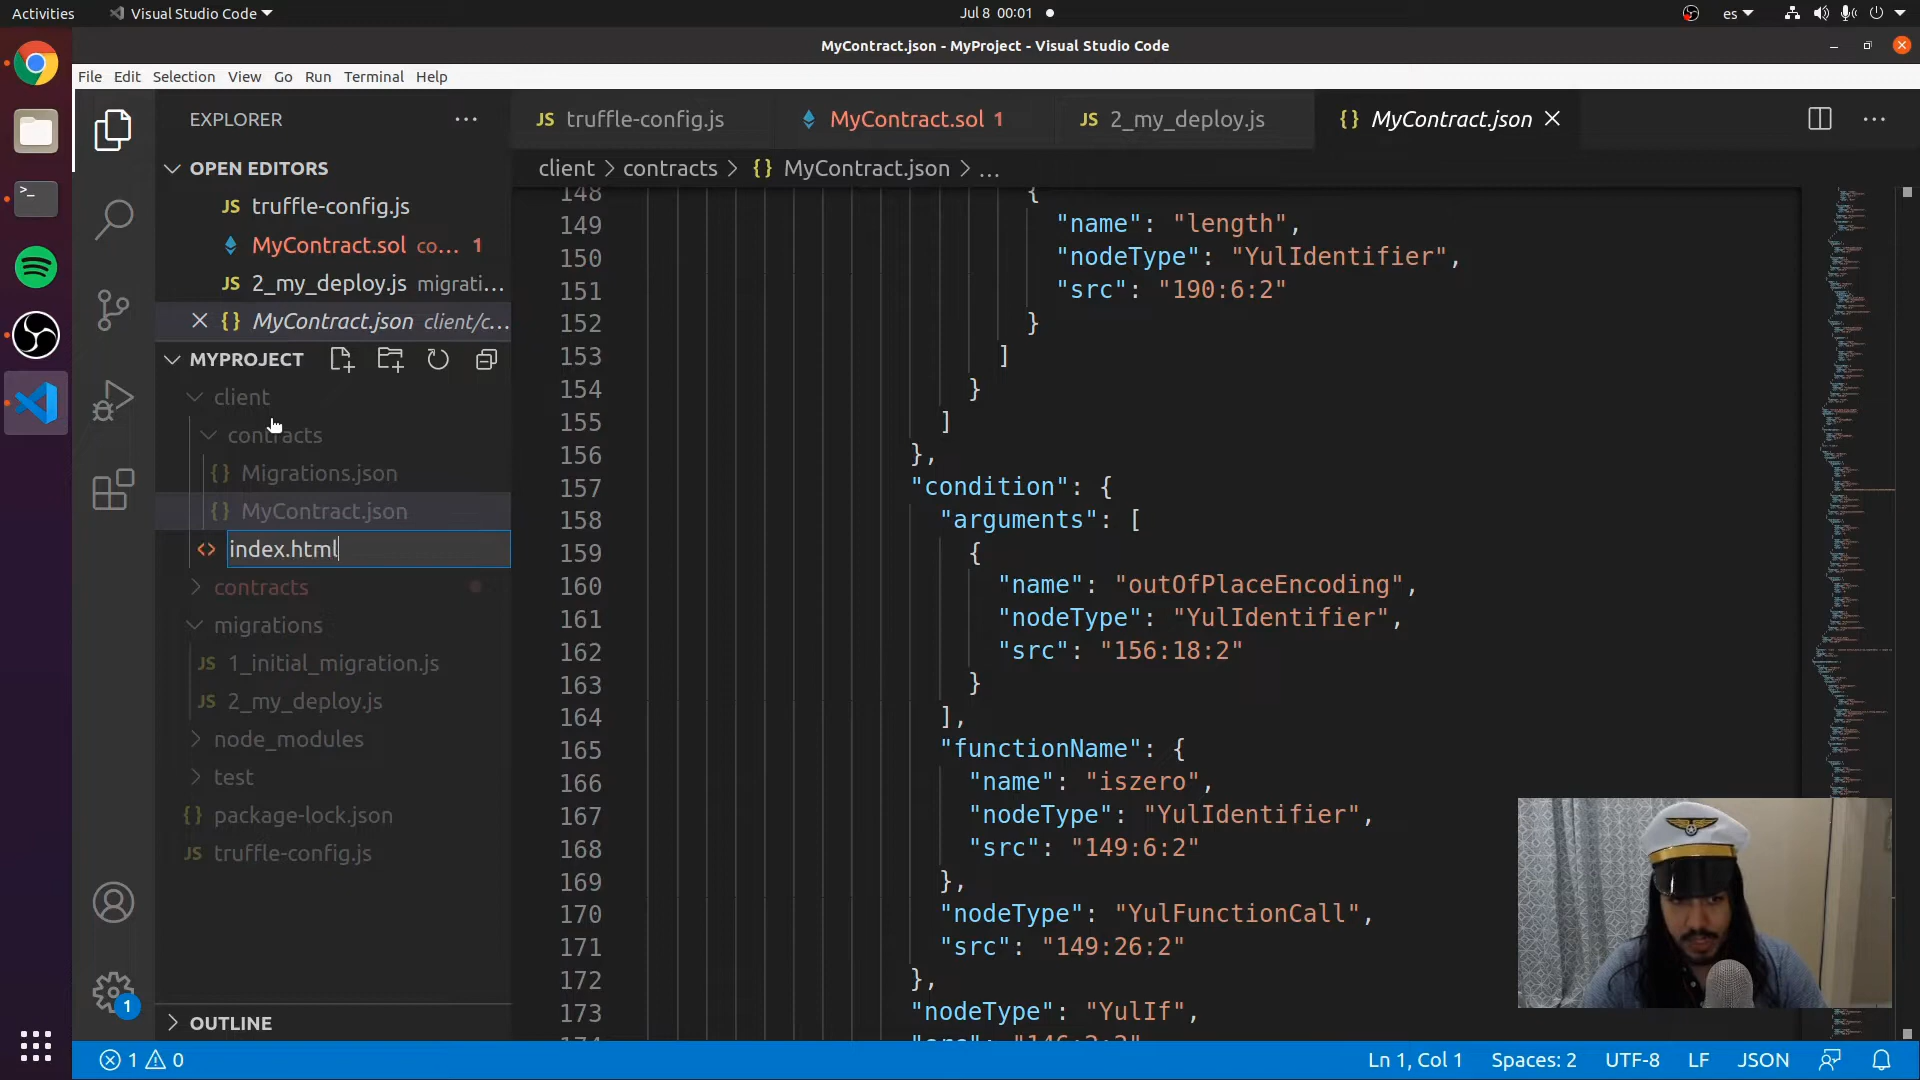 Activities
Visual Studio Code
Jul 8 00:01
es
MyContract.json - MyProject - Visual Studio Code
File Edit Selection View Go Run Terminal Help
EXPLORER
OPEN EDITORS
JS truffle-config.js
MyContract.sol co... 1
JS 2_my_deploy.js migrati...
{} MyContract.json client/c...
MYPROJECT
client
contracts
{} Migrations.json
{} MyContract.json
<> index.html
contracts
migrations
JS 1_initial_migration.js
JS 2_my_deploy.js
node_modules
test
{} package-lock.json
JS truffle-config.js
OUTLINE
JS truffle-config.js
MyContract.sol 1
JS 2_my_deploy.js
{} MyContract.json
client > contracts > {} MyContract.json > ...
148 {
149 "name": "length",
150 "nodeType": "YulIdentifier",
151 "src": "190:6:2"
152 }
153 ]
154 }
155 ]
156 },
157 "condition": {
158 "arguments": [
159 {
160 "name": "outOfPlaceEncoding",
161 "nodeType": "YulIdentifier",
162 "src": "156:18:2"
163 }
164 ],
165 "functionName": {
166 "name": "iszero",
167 "nodeType": "YulIdentifier",
168 "src": "149:6:2"
169 },
170 "nodeType": "YulFunctionCall",
171 "src": "149:26:2"
172 },
173 "nodeType": "YulIf",
1
1 0
Ln 1, Col 1
Spaces: 2
UTF-8
LF
JSON